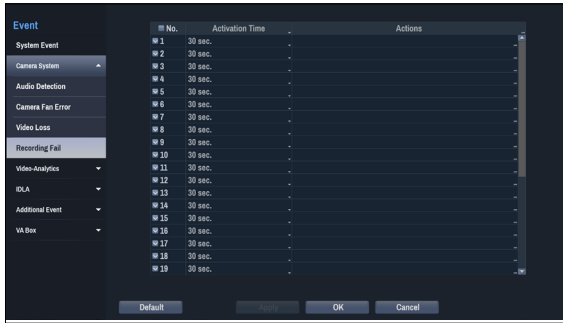 Event
System Event
Camera System
Audio Detection
Camera Fan Error
Video Loss
Recording Fail
Video-Analytics
IDLA
Additional Event
VA Box
No. Activation Time Actions
1 30 sec.
2 30 sec.
3 30 sec.
4 30 sec.
5 30 sec.
6 30 sec.
7 30 sec.
8 30 sec.
9 30 sec.
10 30 sec.
11 30 sec.
12 30 sec.
13 30 sec.
14 30 sec.
15 30 sec.
16 30 sec.
17 30 sec.
18 30 sec.
19 30 sec.
Default Apply OK Cancel